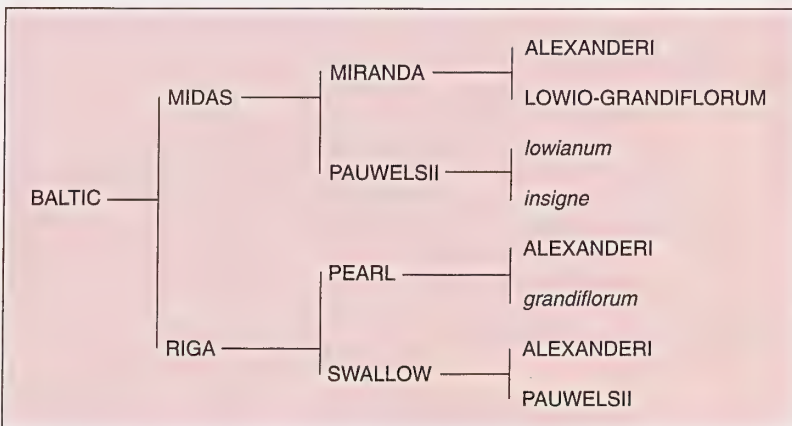 ALEXANDERI
MIRANDA
MIDAS
LOWIO-GRANDIFLORUM
lowianum
PAUWELSII
insigne
BALTIC
ALEXANDERI
PEARL
grandiflorum
RIGA
ALEXANDERI
SWALLOW
PAUWELSII